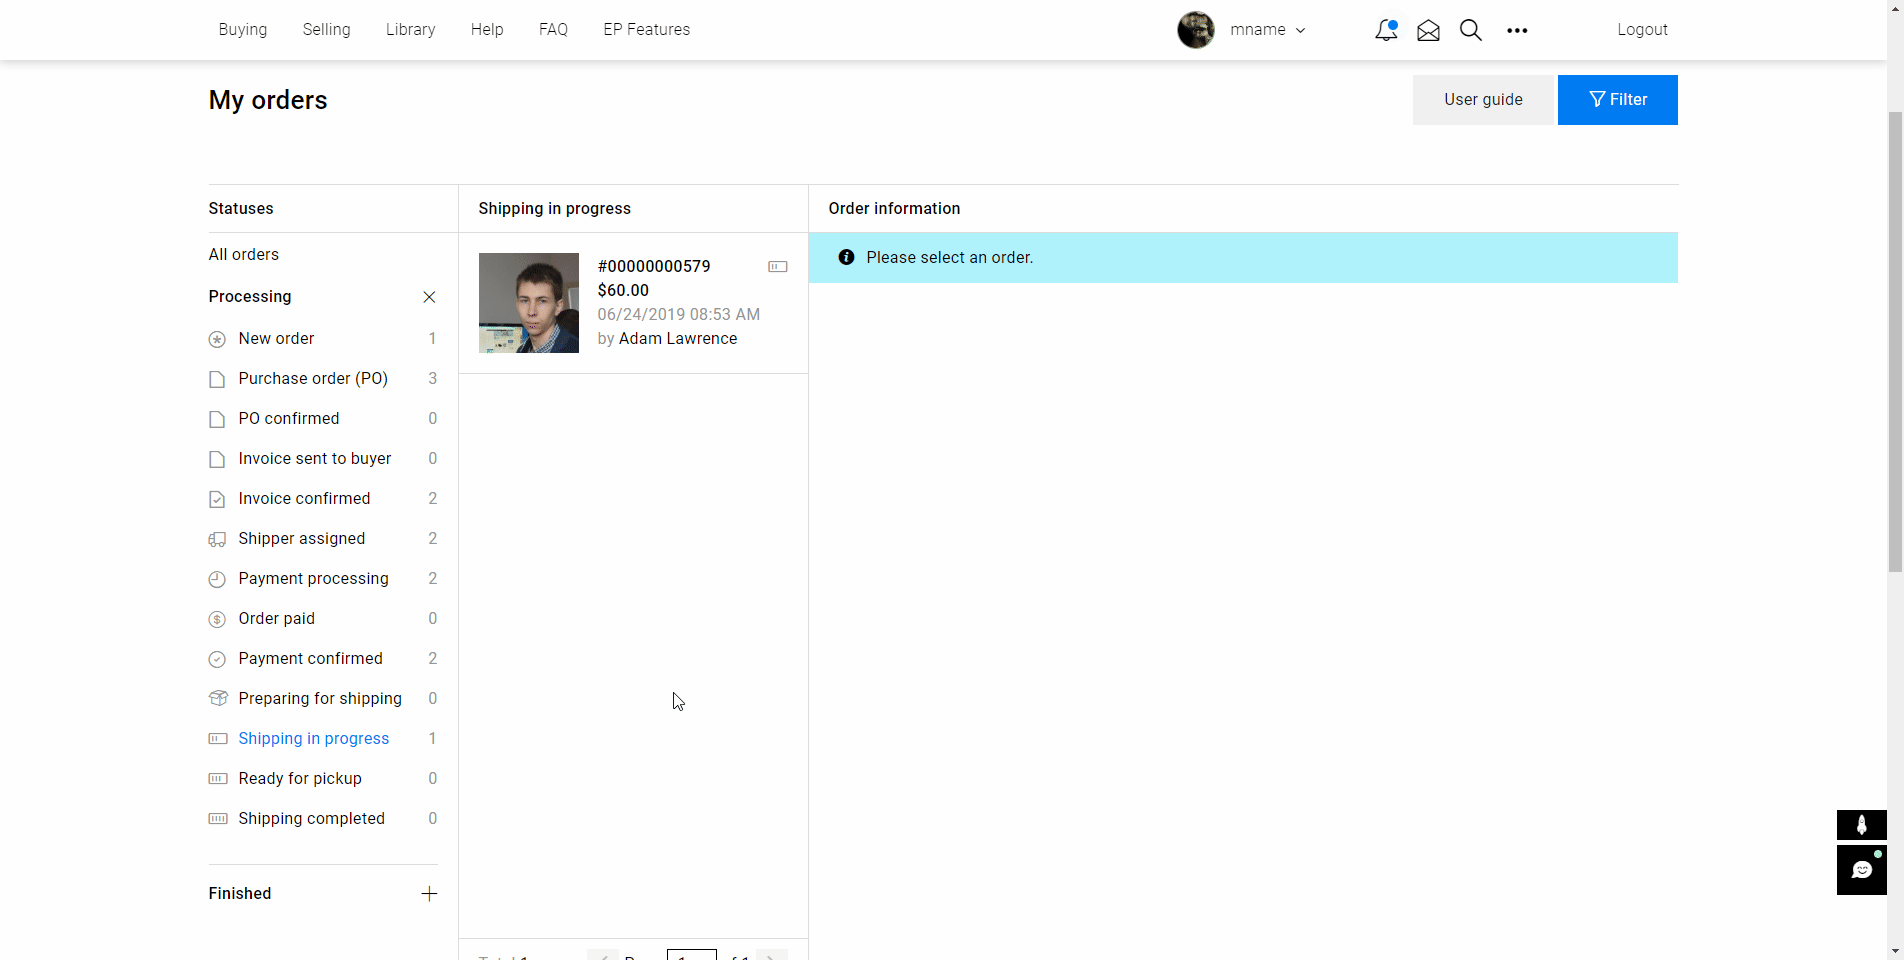 Buying Selling Library Help FAQ EP Features mname Logout
My orders
User guide Filter
Statuses
All orders
Processing
New order 1
Purchase order (PO) 3
PO confirmed 0
Invoice sent to buyer 0
Invoice confirmed 2
Shipper assigned 2
Payment processing 2
Order paid 0
Payment confirmed 2
Preparing for shipping 0
Shipping in progress 1
Ready for pickup 0
Shipping completed 0
Finished
Shipping in progress
#00000000579
$60.00
06/24/2019 08:53 AM
by Adam Lawrence
Order information
Please select an order.